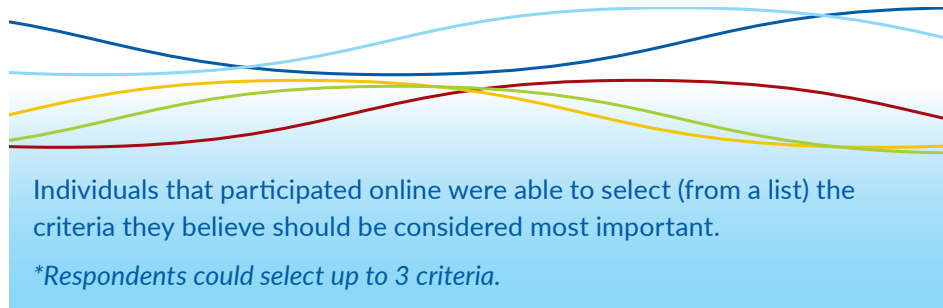 Individuals that participated online were able to select (from a list) the
criteria they believe should be considered most important.
*Respondents could select up to 3 criteria.